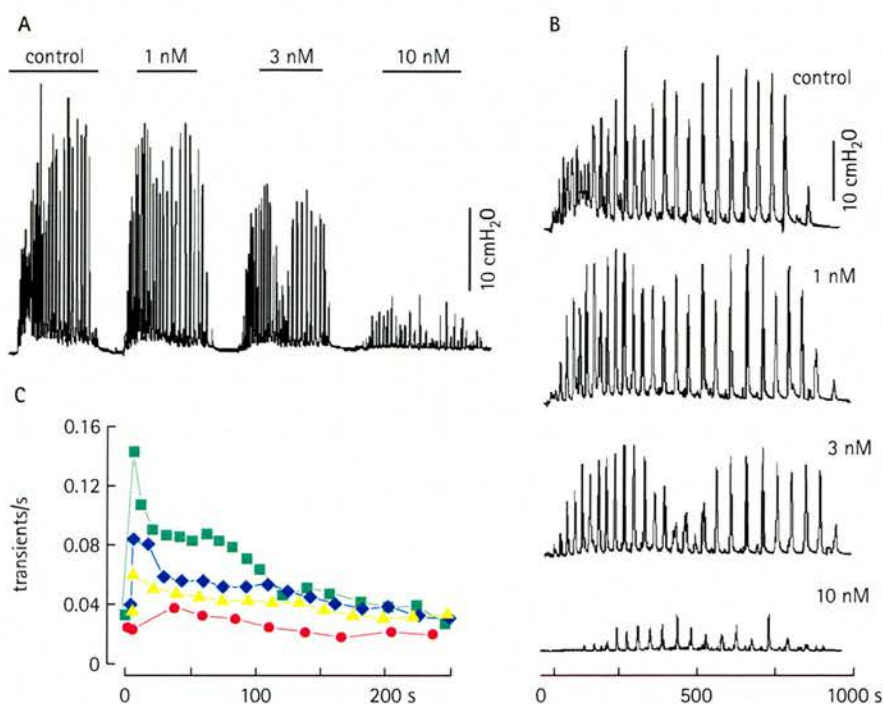 A
control 1 nM 3 nM 10 nM
10 cmH2O
B
control
10 cmH2O
1 nM
3 nM
10 nM
0 500 1000 s
C
0.16
0.12
0.08
0.04
0
transients/s
0 100 200 s